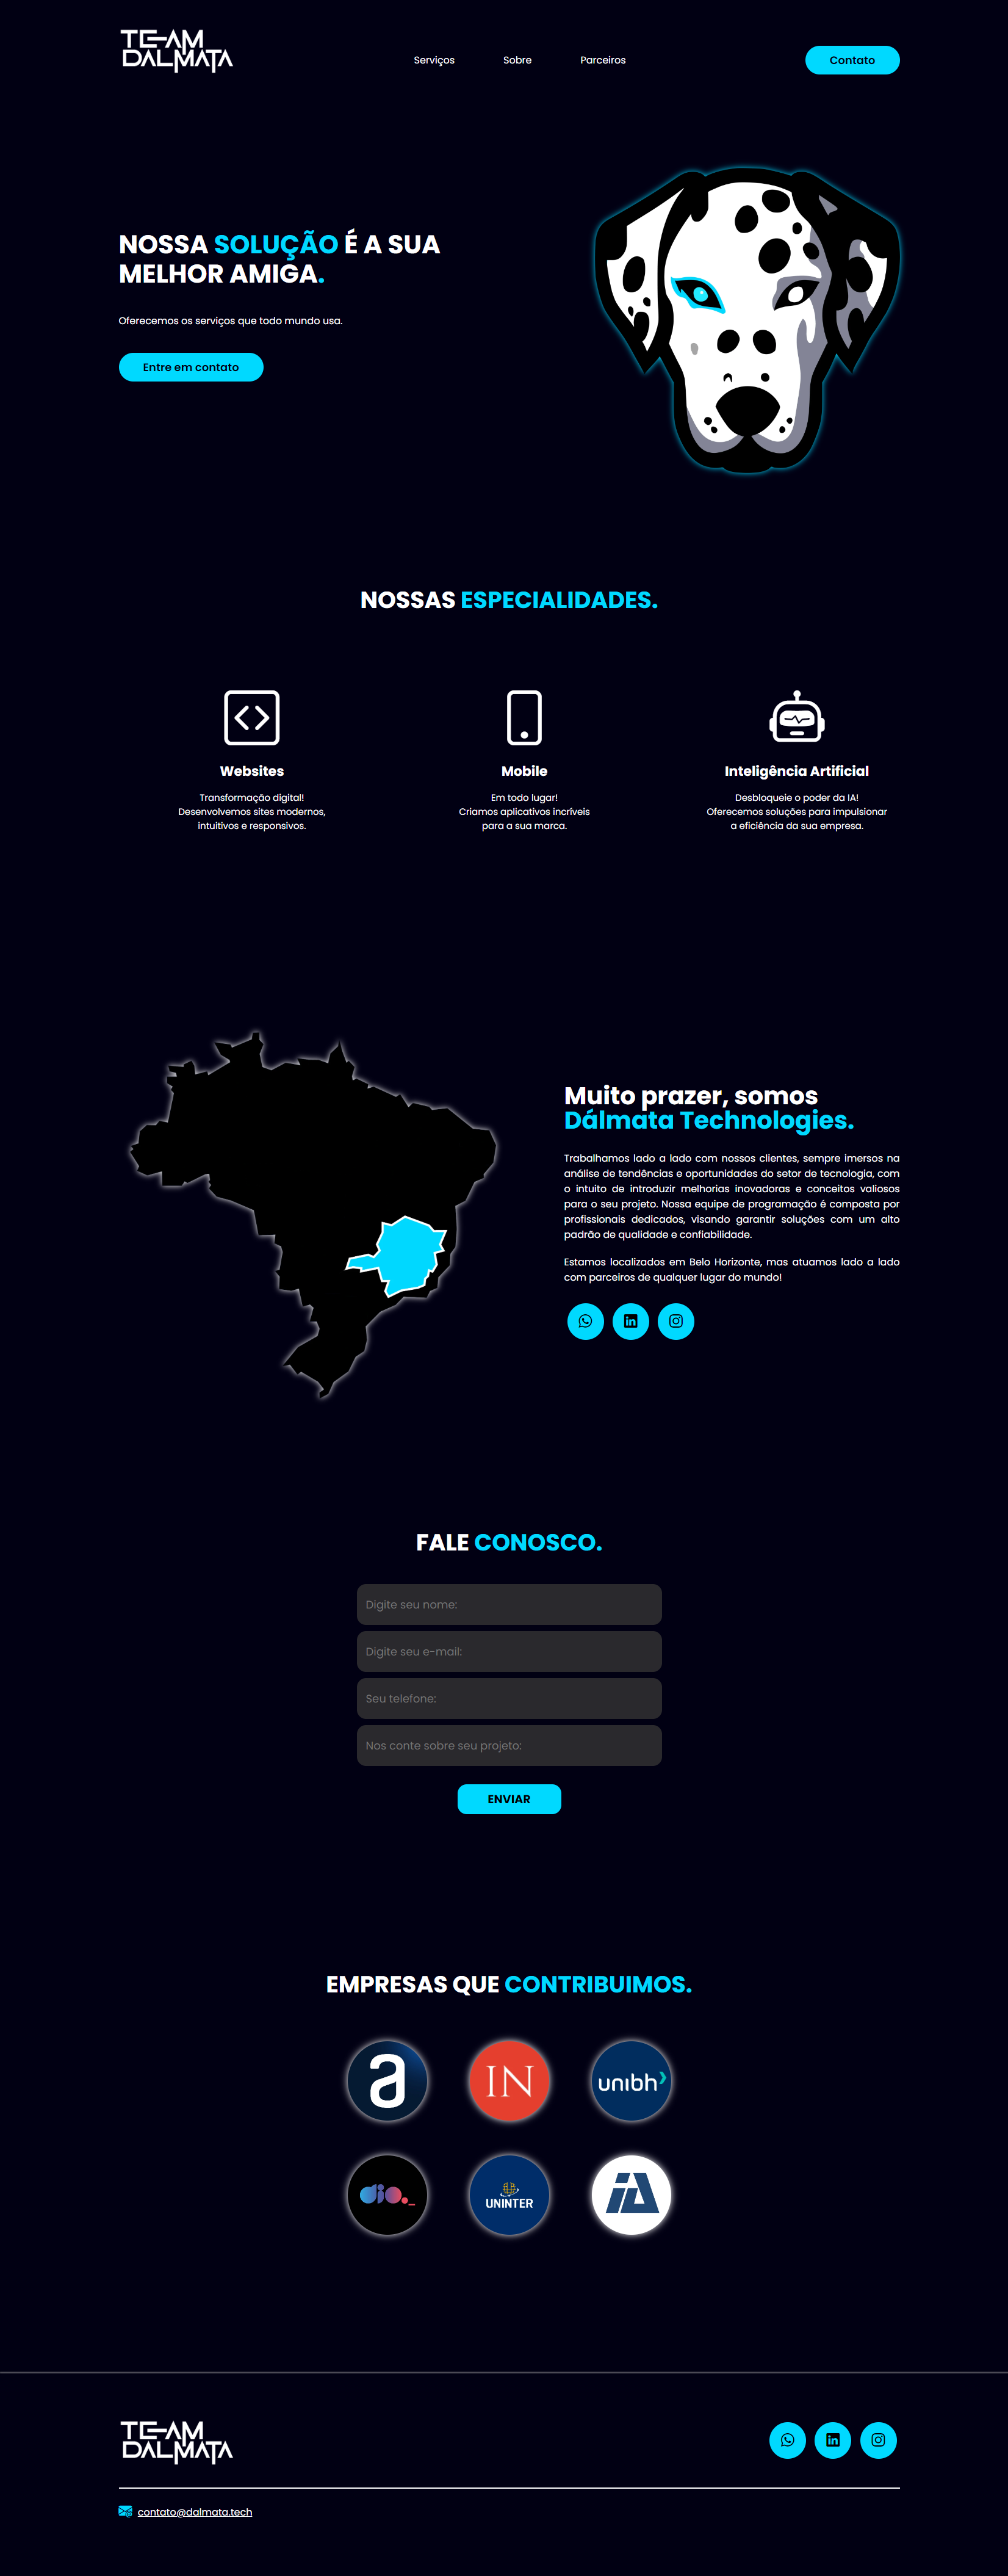 TEAM
DALMATA
Serviços
Sobre
Parceiros
Contato
NOSSA SOLUÇÃO É A SUA
MELHOR AMIGA.
Oferecemos os serviços que todo mundo usa.
Entre em contato
NOSSAS ESPECIALIDADES.
Websites
Transformação digital!
Desenvolvemos sites modernos,
intuitivos e responsivos.
Mobile
Em todo lugar!
Criamos aplicativos incríveis
para a sua marca.
Inteligência Artificial
Desbloqueie o poder da IA!
Oferecemos soluções para impulsionar
a eficiência da sua empresa.
Muito prazer, somos
Dálmata Technologies.
Trabalhamos lado a lado com nossos clientes, sempre imersos na
análise de tendências e oportunidades do setor de tecnologia, com
o intuito de introduzir melhorias inovadoras e conceitos valiosos
para o seu projeto. Nossa equipe de programação é composta por
profissionais dedicados, visando garantir soluções com um alto
padrão de qualidade e confiabilidade.
Estamos localizados em Belo Horizonte, mas atuamos lado a lado
com parceiros de qualquer lugar do mundo!
in
FALE CONOSCO.
Digite seu nome:
Digite seu e-mail:
Seu telefone:
Nos conte sobre seu projeto:
ENVIAR
EMPRESAS QUE CONTRIBUIMOS.
a
IN
unibh
dio._
UNINTER
iA
TEAM
DALMATA
in
contato@dalmata.tech